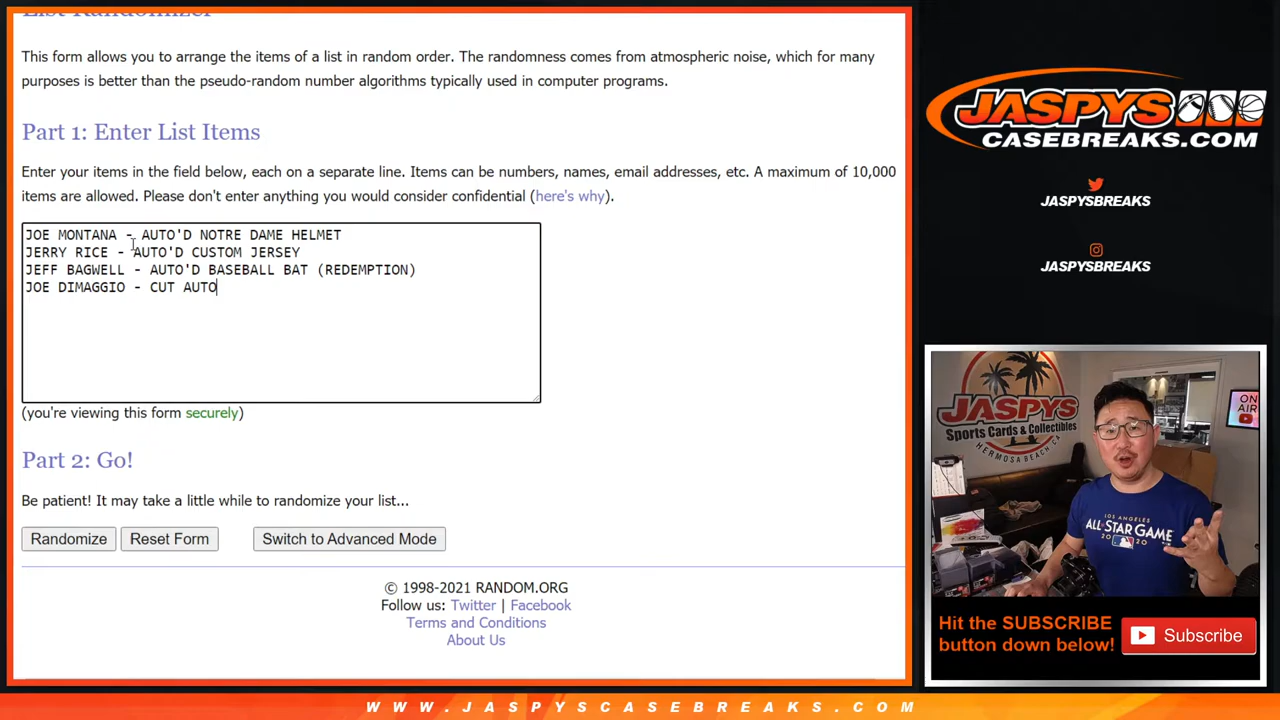 List Randomizer
This form allows you to arrange the items of a list in random order. The randomness comes from atmospheric noise, which for many
purposes is better than the pseudo-random number algorithms typically used in computer programs.
Part 1: Enter List Items
Enter your items in the field below, each on a separate line. Items can be numbers, names, email addresses, etc. A maximum of 10,000
items are allowed. Please don't enter anything you would consider confidential (here's why).
JOE MONTANA - AUTO'D NOTRE DAME HELMET
JERRY RICE - AUTO'D CUSTOM JERSEY
JEFF BAGWELL - AUTO'D BASEBALL BAT (REDEMPTION)
JOE DIMAGGIO - CUT AUTO
(you're viewing this form securely)
Part 2: Go!
Be patient! It may take a little while to randomize your list...
Randomize
Reset Form
Switch to Advanced Mode
© 1998-2021 RANDOM.ORG
Follow us: Twitter | Facebook
Terms and Conditions
About Us
JASPYS
CASEBREAKS.COM
JASPYSBREAKS
JASPYSBREAKS
JASPYS
Sports Cards & Collectibles
HERMOSA BEACH, CA
ON
AIR
LOS ANGELES
ALL STAR GAME
2020
Hit the SUBSCRIBE
button down below!
Subscribe
WWW.JASPYSCASEBREAKS.COM